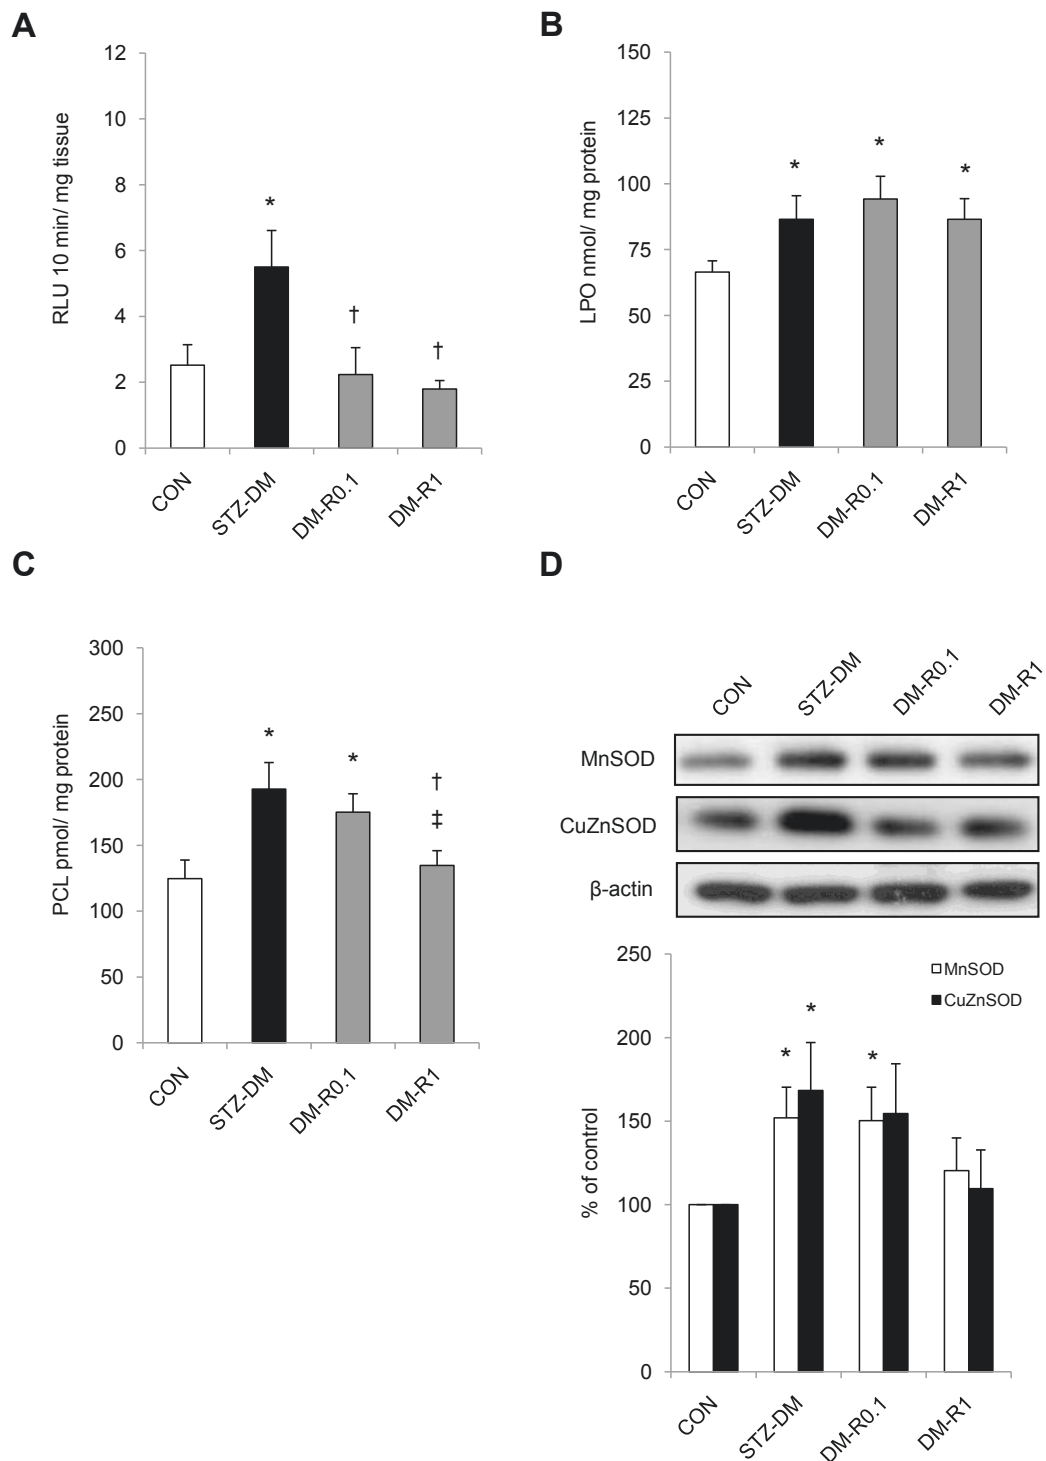 A
12
10
8
6
4
2
0
RLU 10 min/ mg tissue
*
†
†
CON
STZ-DM
DM-R0.1
DM-R1
B
150
125
100
75
50
25
0
LPO nmol/ mg protein
*
*
*
CON
STZ-DM
DM-R0.1
DM-R1
C
300
250
200
150
100
50
0
PCL pmol/ mg protein
*
*
†
‡
CON
STZ-DM
DM-R0.1
DM-R1
D
CON
STZ-DM
DM-R0.1
DM-R1
MnSOD
CuZnSOD
β-actin
250
200
150
100
50
0
% of control
MnSOD
CuZnSOD
*
*
*
CON
STZ-DM
DM-R0.1
DM-R1